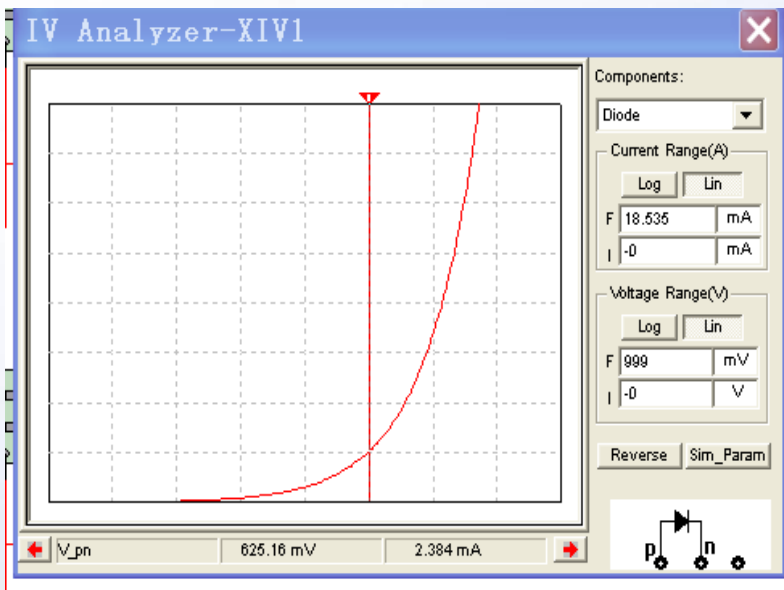 IV Analyzer-XIV1
Components:
Diode
Current Range(A)
Log Lin
F 18.535 mA
I -0 mA
Voltage Range(V)
Log Lin
F 999 mV
I -0 V
Reverse Sim_Param
p n
V_pn 625.16 mV 2.384 mA